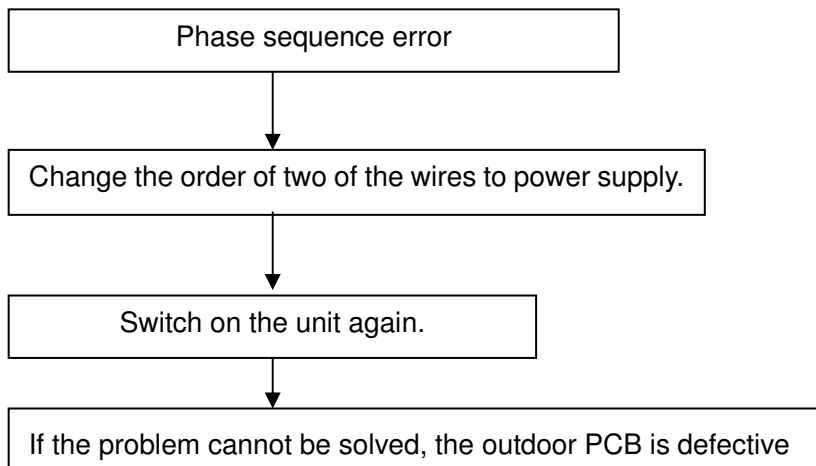 Phase sequence error
Change the order of two of the wires to power supply.
Switch on the unit again.
If the problem cannot be solved, the outdoor PCB is defective